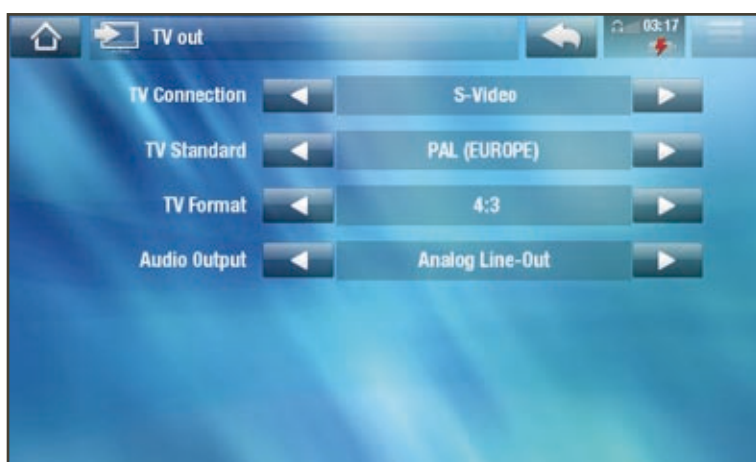 TV out
03:17
TV Connection S-Video
TV Standard PAL (EUROPE)
TV Format 4:3
Audio Output Analog Line-Out